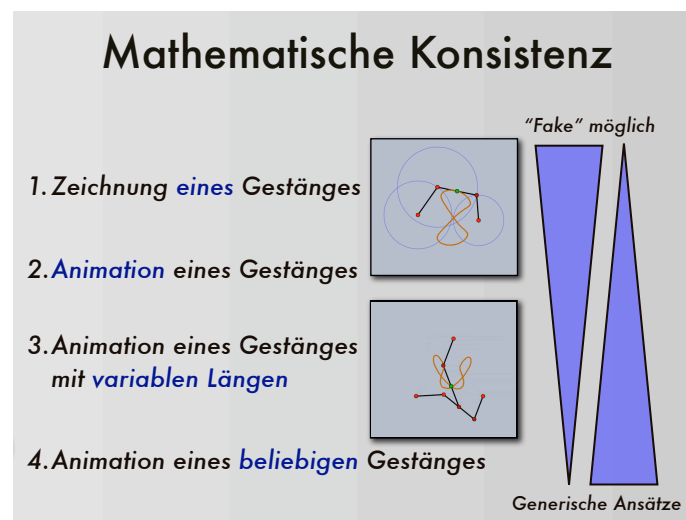 Mathematische Konsistenz
"Fake" möglich
1. Zeichnung eines Gestänges
2. Animation eines Gestänges
3. Animation eines Gestänges
mit variablen Längen
4. Animation eines beliebigen Gestänges
Generische Ansätze